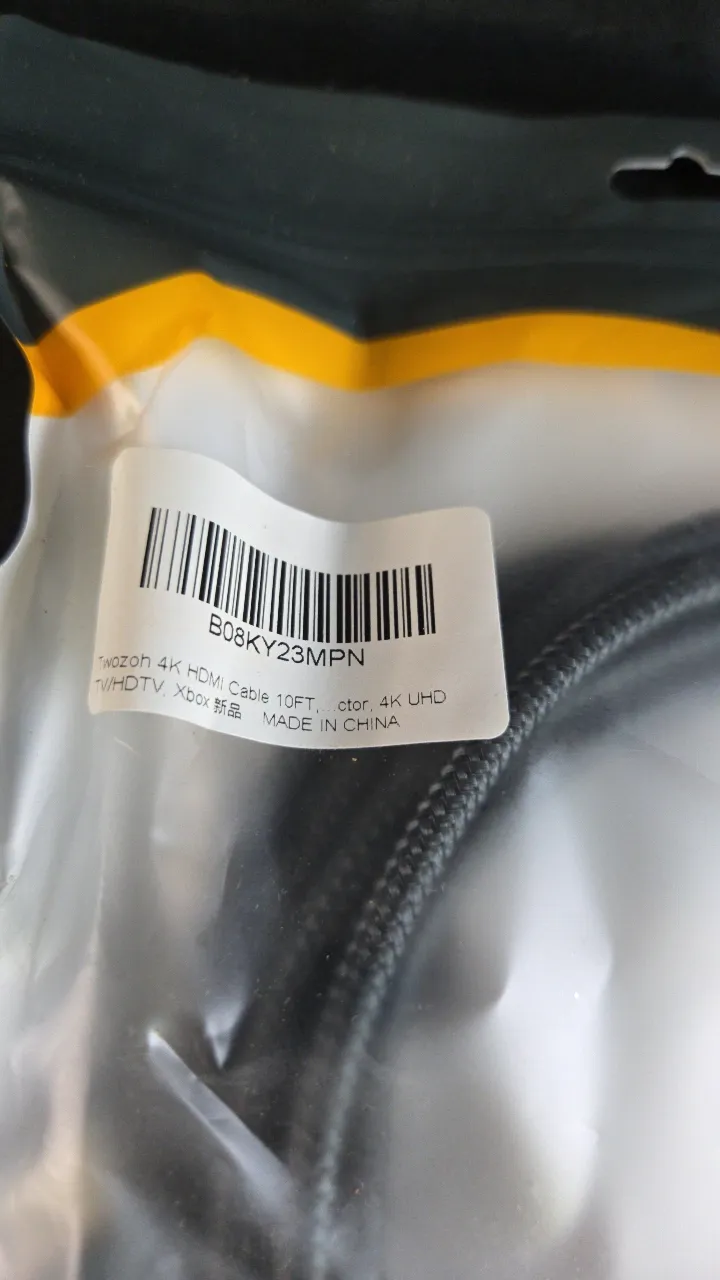 B08KY23MPN
Twozoh 4K HDMI Cable 10FT,...ctor, 4K UHD
TV/HDTV, Xbox 新品 MADE IN CHINA